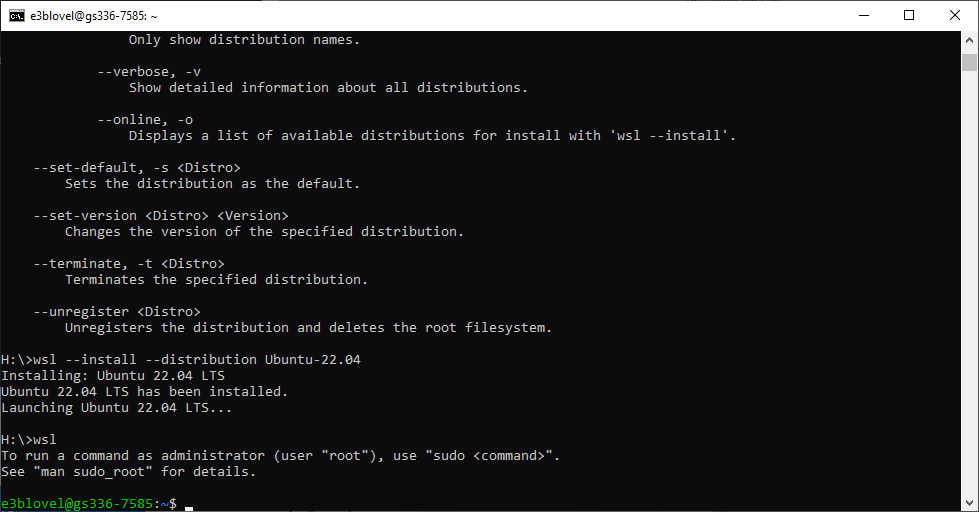 e3blovel@gs336-7585: ~
Only show distribution names.
--verbose, -v
Show detailed information about all distributions.
--online, -o
Displays a list of available distributions for install with 'wsl --install'.
--set-default, -s <Distro>
Sets the distribution as the default.
--set-version <Distro> <Version>
Changes the version of the specified distribution.
--terminate, -t <Distro>
Terminates the specified distribution.
--unregister <Distro>
Unregisters the distribution and deletes the root filesystem.
H:\>wsl --install --distribution Ubuntu-22.04
Installing: Ubuntu 22.04 LTS
Ubuntu 22.04 LTS has been installed.
Launching Ubuntu 22.04 LTS...
H:\>wsl
To run a command as administrator (user "root"), use "sudo <command>".
See "man sudo_root" for details.
e3blovel@gs336-7585:~$